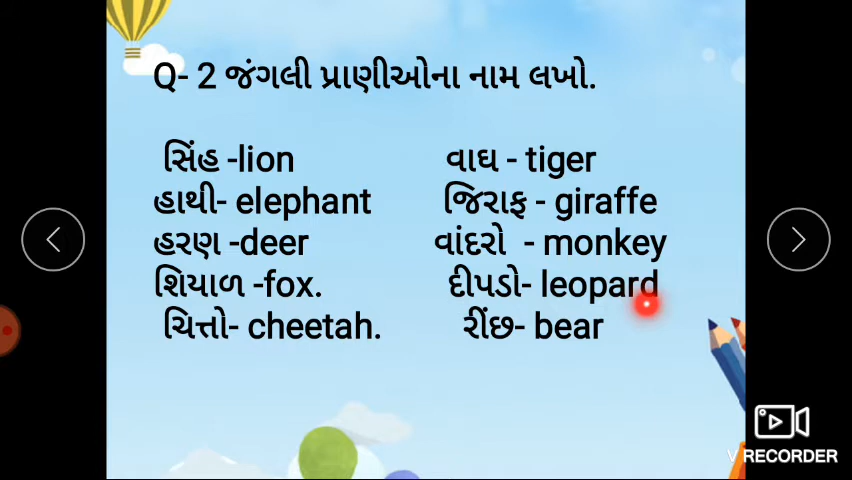 Q- 2 જંગલી પ્રાણીઓના નામ લખો.
સિંહ -lion વાઘ - tiger
હાથી- elephant જિરાફ - giraffe
હરણ -deer વાંદરો - monkey
શિયાળ -fox. દીપડો- leopard
ચિત્તો- cheetah. રીંછ- bear
V RECORDER